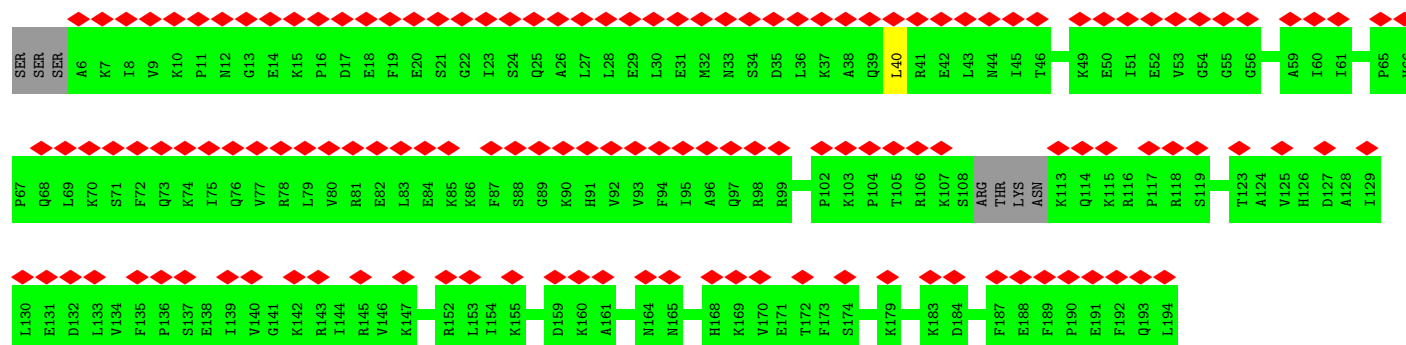 SER SER SER A6 K7 I8 V9 K10 P11 N12 G13 E14 K15 P16 D17 E18 F19 E20 S21 G22 I23 S24 Q25 A26 L27 L28 E29 L30 E31 M32 N33 S34 D35 L36 K37 A38 Q39 L40 R41 E42 L43 N44 I45 T46 K49 E50 I51 E52 V53 G54 G55 G56 A59 I60 I61 P65
P67 Q68 L69 K70 S71 F72 Q73 K74 I75 Q76 V77 R78 L79 V80 R81 E82 L83 E84 K85 K86 F87 S88 G89 K90 H91 V92 V93 F94 I95 A96 Q97 R98 R99 P102 K103 P104 T105 R106 K107 S108 ARG THR LYS ASN K113 Q114 K115 R116 P117 R118 S119 T123 A124 V125 H126 D127 A128 I129
L130 E131 D132 L133 V134 F135 P136 S137 E138 I139 V140 G141 K142 R143 I144 R145 V146 K147 R152 L153 I154 K155 D159 K160 A161 N164 N165 H168 K169 V170 E171 T172 F173 S174 K179 K183 D184 F187 E188 F189 P190 E191 F192 Q193 L194